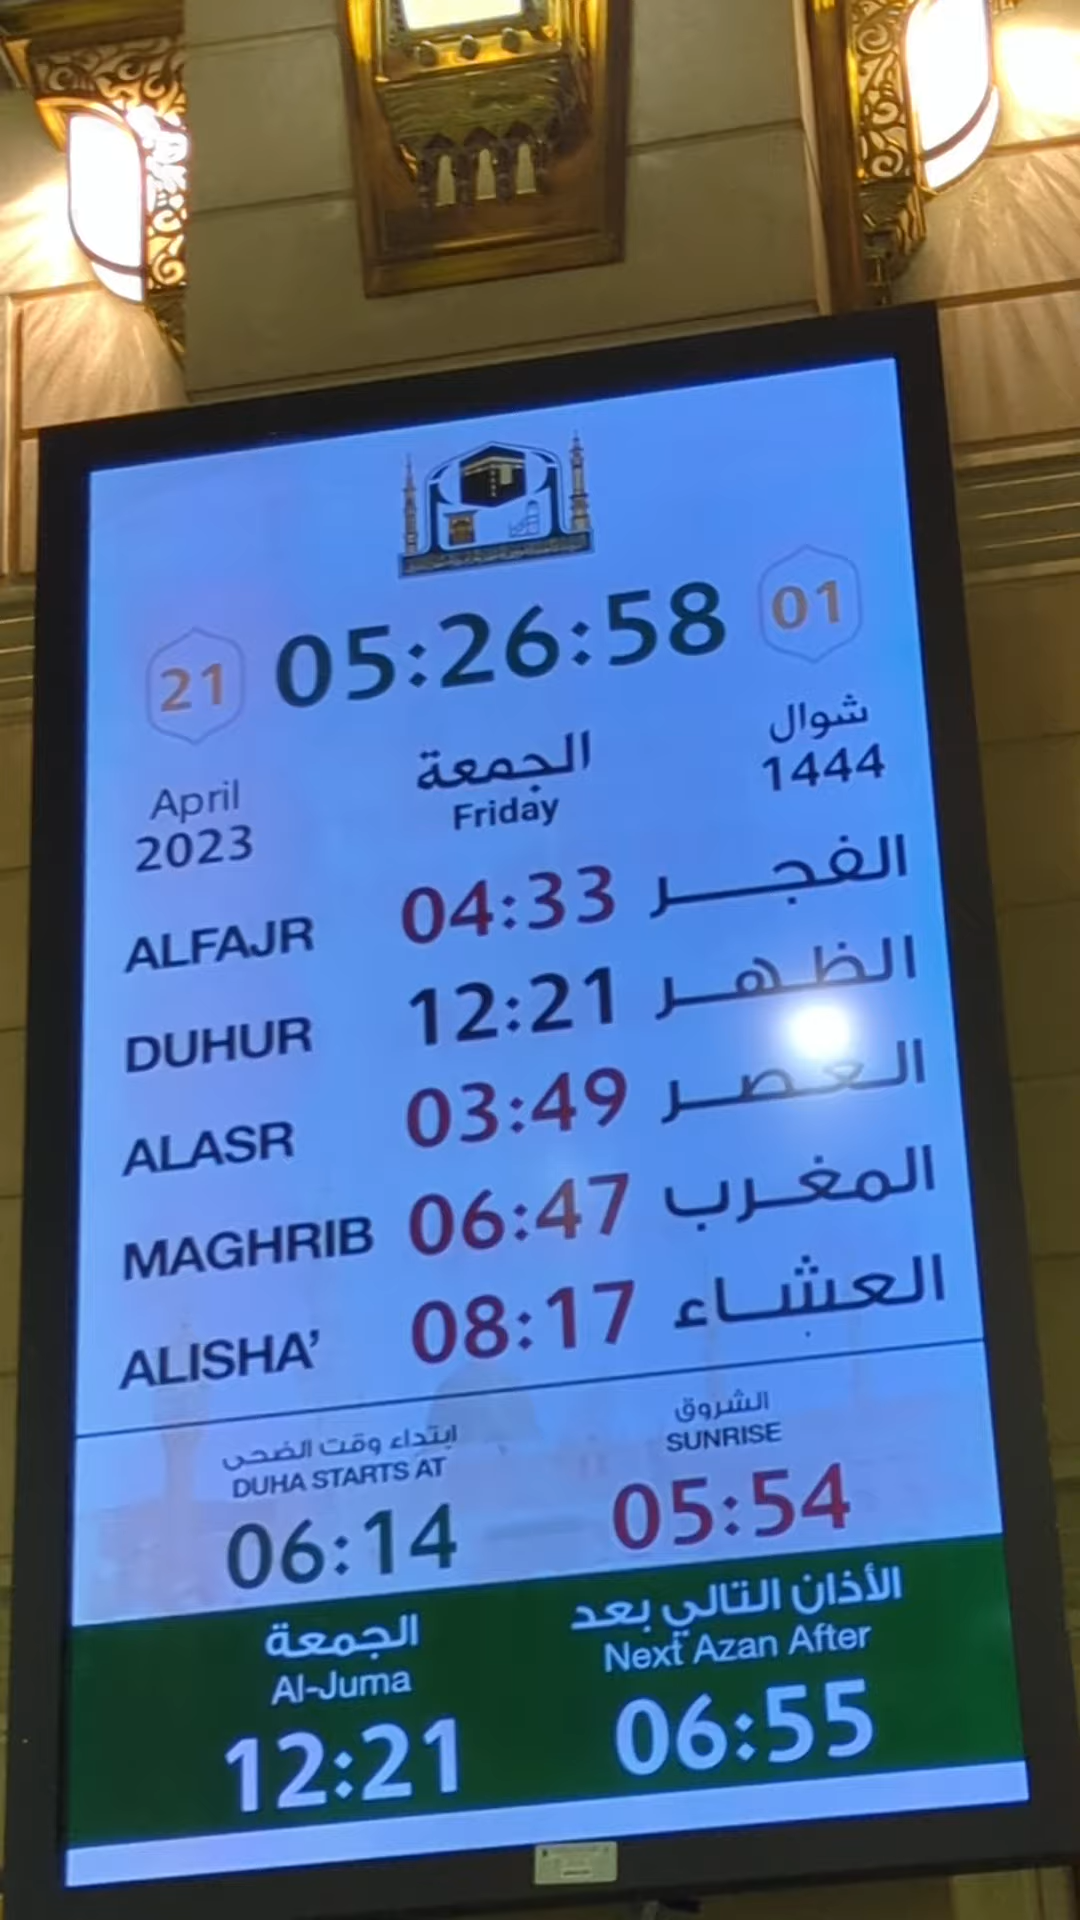 21 05:26:58 01
April 2023
الجمعة
Friday
شوال
1444
ALFAJR 04:33 الفجر
DUHUR 12:21 الظهر
ALASR 03:49 العصر
MAGHRIB 06:47 المغرب
ALISHA’ 08:17 العشاء
ابتداء وقت الضحى
DUHA STARTS AT
06:14
الشروق
SUNRISE
05:54
الجمعة
Al-Juma
12:21
الأذان التالي بعد
Next Azan After
06:55